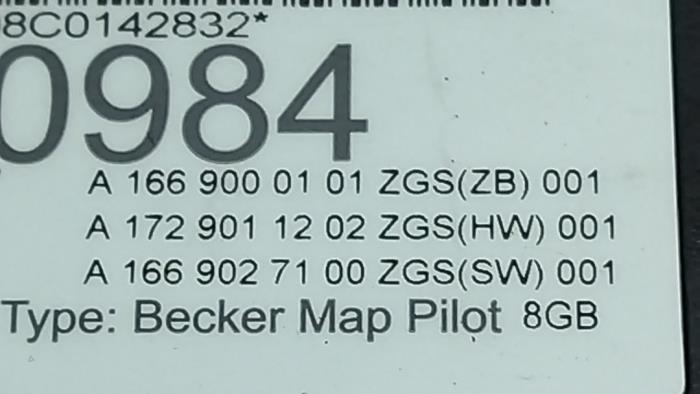 8C0142832*
0984
A 166 900 01 01 ZGS(ZB) 001
A 172 901 12 02 ZGS(HW) 001
A 166 902 71 00 ZGS(SW) 001
Type: Becker Map Pilot 8GB